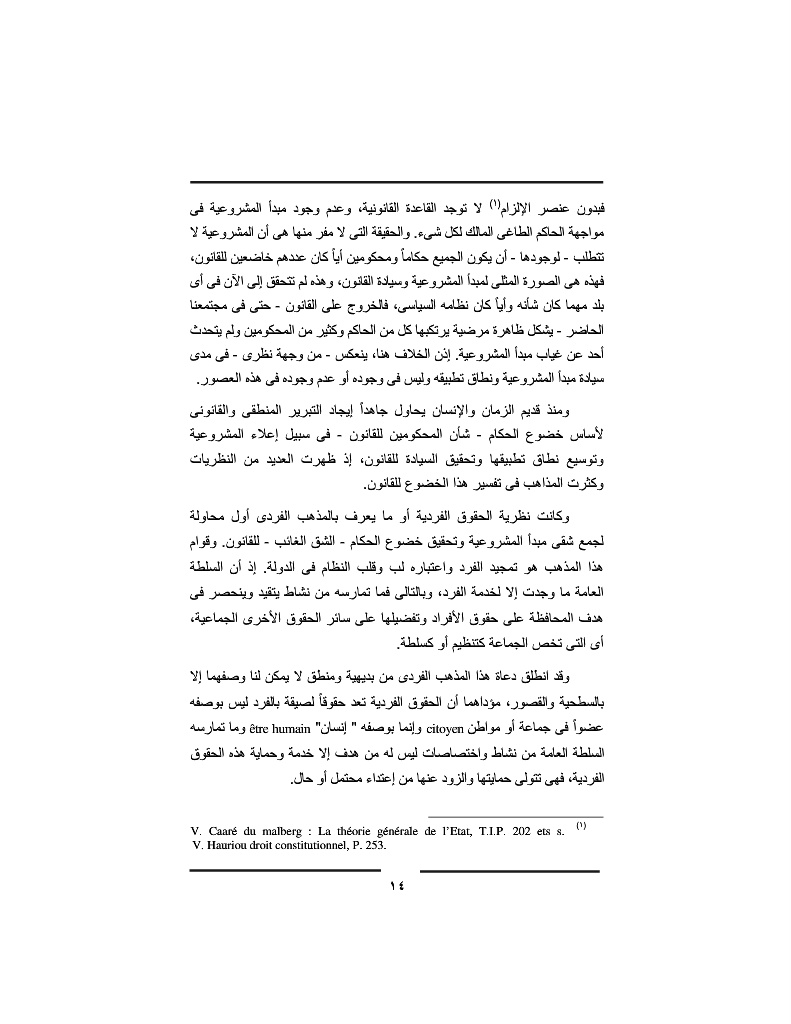 فبدون عنصر الإلزام(١) لا توجد القاعدة القانونية، وعدم وجود مبدأ المشروعية فى
مواجهة الحاكم الطاغى المالك لكل شىء. والحقيقة التى لا مفر منها هى أن المشروعية لا
تتطلب - لوجودها - أن يكون الجميع حكاماً ومحكومين أياً كان عددهم خاضعين للقانون،
فهذه هى الصورة المثلى لمبدأ المشروعية وسيادة القانون، وهذه لم تتحقق إلى الآن فى أى
بلد مهما كان شأنه وأياً كان نظامه السياسى، فالخروج على القانون - حتى فى مجتمعنا
الحاضر - يشكل ظاهرة مرضية يرتكبها كل من الحاكم وكثير من المحكومين ولم يتحدث
أحد عن غياب مبدأ المشروعية. إذن الخلاف هنا، ينعكس - من وجهة نظرى - فى مدى
سيادة مبدأ المشروعية ونطاق تطبيقه وليس فى وجوده أو عدم وجوده فى هذه العصور.
ومنذ قديم الزمان والإنسان يحاول جاهداً إيجاد التبرير المنطقى والقانونى
لأساس خضوع الحكام - شأن المحكومين للقانون - فى سبيل إعلاء المشروعية
وتوسيع نطاق تطبيقها وتحقيق السيادة للقانون، إذ ظهرت العديد من النظريات
وكثرت المذاهب فى تفسير هذا الخضوع للقانون.
وكانت نظرية الحقوق الفردية أو ما يعرف بالمذهب الفردى أول محاولة
لجمع شقى مبدأ المشروعية وتحقيق خضوع الحكام - الشق الغائب - للقانون. وقوام
هذا المذهب هو تمجيد الفرد واعتباره لب وقلب النظام فى الدولة. إذ أن السلطة
العامة ما وجدت إلا لخدمة الفرد، وبالتالى فما تمارسه من نشاط يتقيد وينحصر فى
هدف المحافظة على حقوق الأفراد وتفضيلها على سائر الحقوق الأخرى الجماعية،
أى التى تخص الجماعة كتنظيم أو كسلطة.
وقد انطلق دعاة هذا المذهب الفردى من بديهية ومنطق لا يمكن لنا وصفهما إلا
بالسطحية والقصور، مؤداهما أن الحقوق الفردية تعد حقوقاً لصيقة بالفرد ليس بوصفه
عضواً فى جماعة أو مواطن citoyen وإنما بوصفه " إنسان" être humain وما تمارسه
السلطة العامة من نشاط واختصاصات ليس له من هدف إلا خدمة وحماية هذه الحقوق
الفردية، فهى تتولى حمايتها والزود عنها من إعتداء محتمل أو حال.
V. Caaré du malberg : La théorie générale de l'Etat, T.I.P. 202 ets s. (١)
V. Hauriou droit constitutionnel, P. 253.
١٤